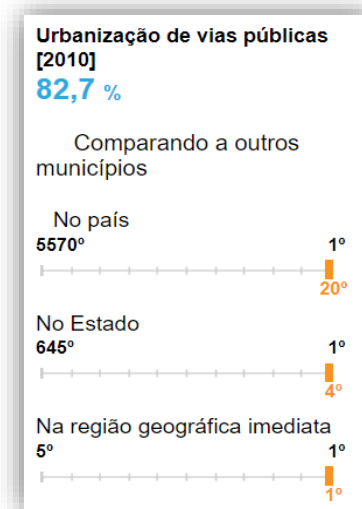 Urbanização de vias públicas
[2010]
82,7 %
Comparando a outros
municípios
No país
5570º 1º
20º
No Estado
645º 1º
4º
Na região geográfica imediata
5º 1º
1º